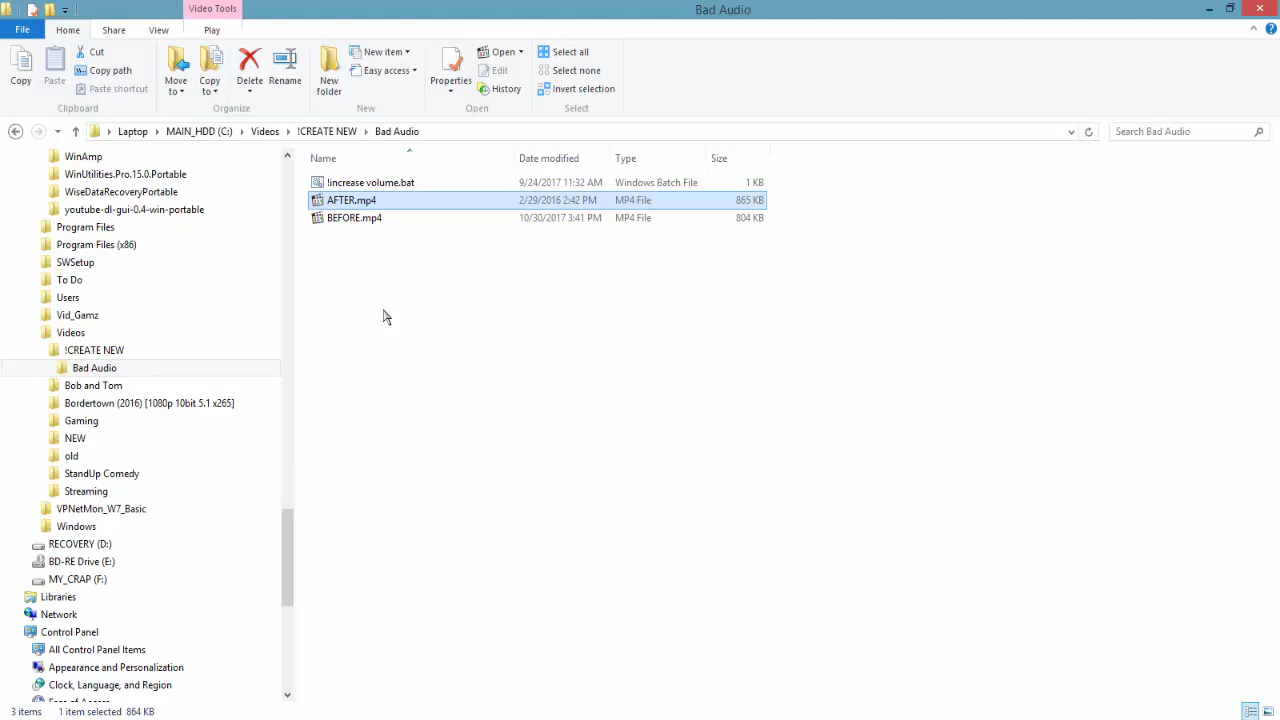 Video Tools
Bad Audio
File
Home
Share
View
Play
Copy
Paste
Cut
Copy path
Paste shortcut
Clipboard
Move to
Copy to
Delete
Rename
Organize
New folder
New item
Easy access
New
Properties
Open
Edit
History
Open
Select all
Select none
Invert selection
Select
Laptop
MAIN_HDD (C:)
Videos
!CREATE NEW
Bad Audio
Search Bad Audio
WinAmp
WinUtilities.Pro.15.0.Portable
WiseDataRecoveryPortable
youtube-dl-gui-0.4-win-portable
Program Files
Program Files (x86)
SWSetup
To Do
Users
Vid_Gamz
Videos
!CREATE NEW
Bad Audio
Bob and Tom
Bordertown (2016) [1080p 10bit 5.1 x265]
Gaming
NEW
old
StandUp Comedy
Streaming
VPNetMon_W7_Basic
Windows
RECOVERY (D:)
BD-RE Drive (E:)
MY_CRAP (F:)
Libraries
Network
Control Panel
All Control Panel Items
Appearance and Personalization
Clock, Language, and Region
Ease of Access
Name Date modified Type Size
!increase volume.bat 9/24/2017 11:32 AM Windows Batch File 1 KB
AFTER.mp4 2/29/2016 2:42 PM MP4 File 865 KB
BEFORE.mp4 10/30/2017 3:41 PM MP4 File 804 KB
3 items 1 item selected 864 KB